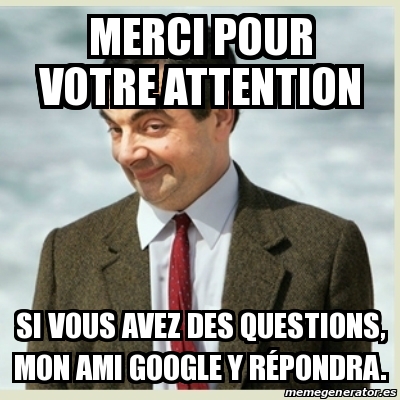 MERCI POUR
VOTRE ATTENTION
SI VOUS AVEZ DES QUESTIONS,
MON AMI GOOGLE Y RÉPONDRA.
memegenerator.es